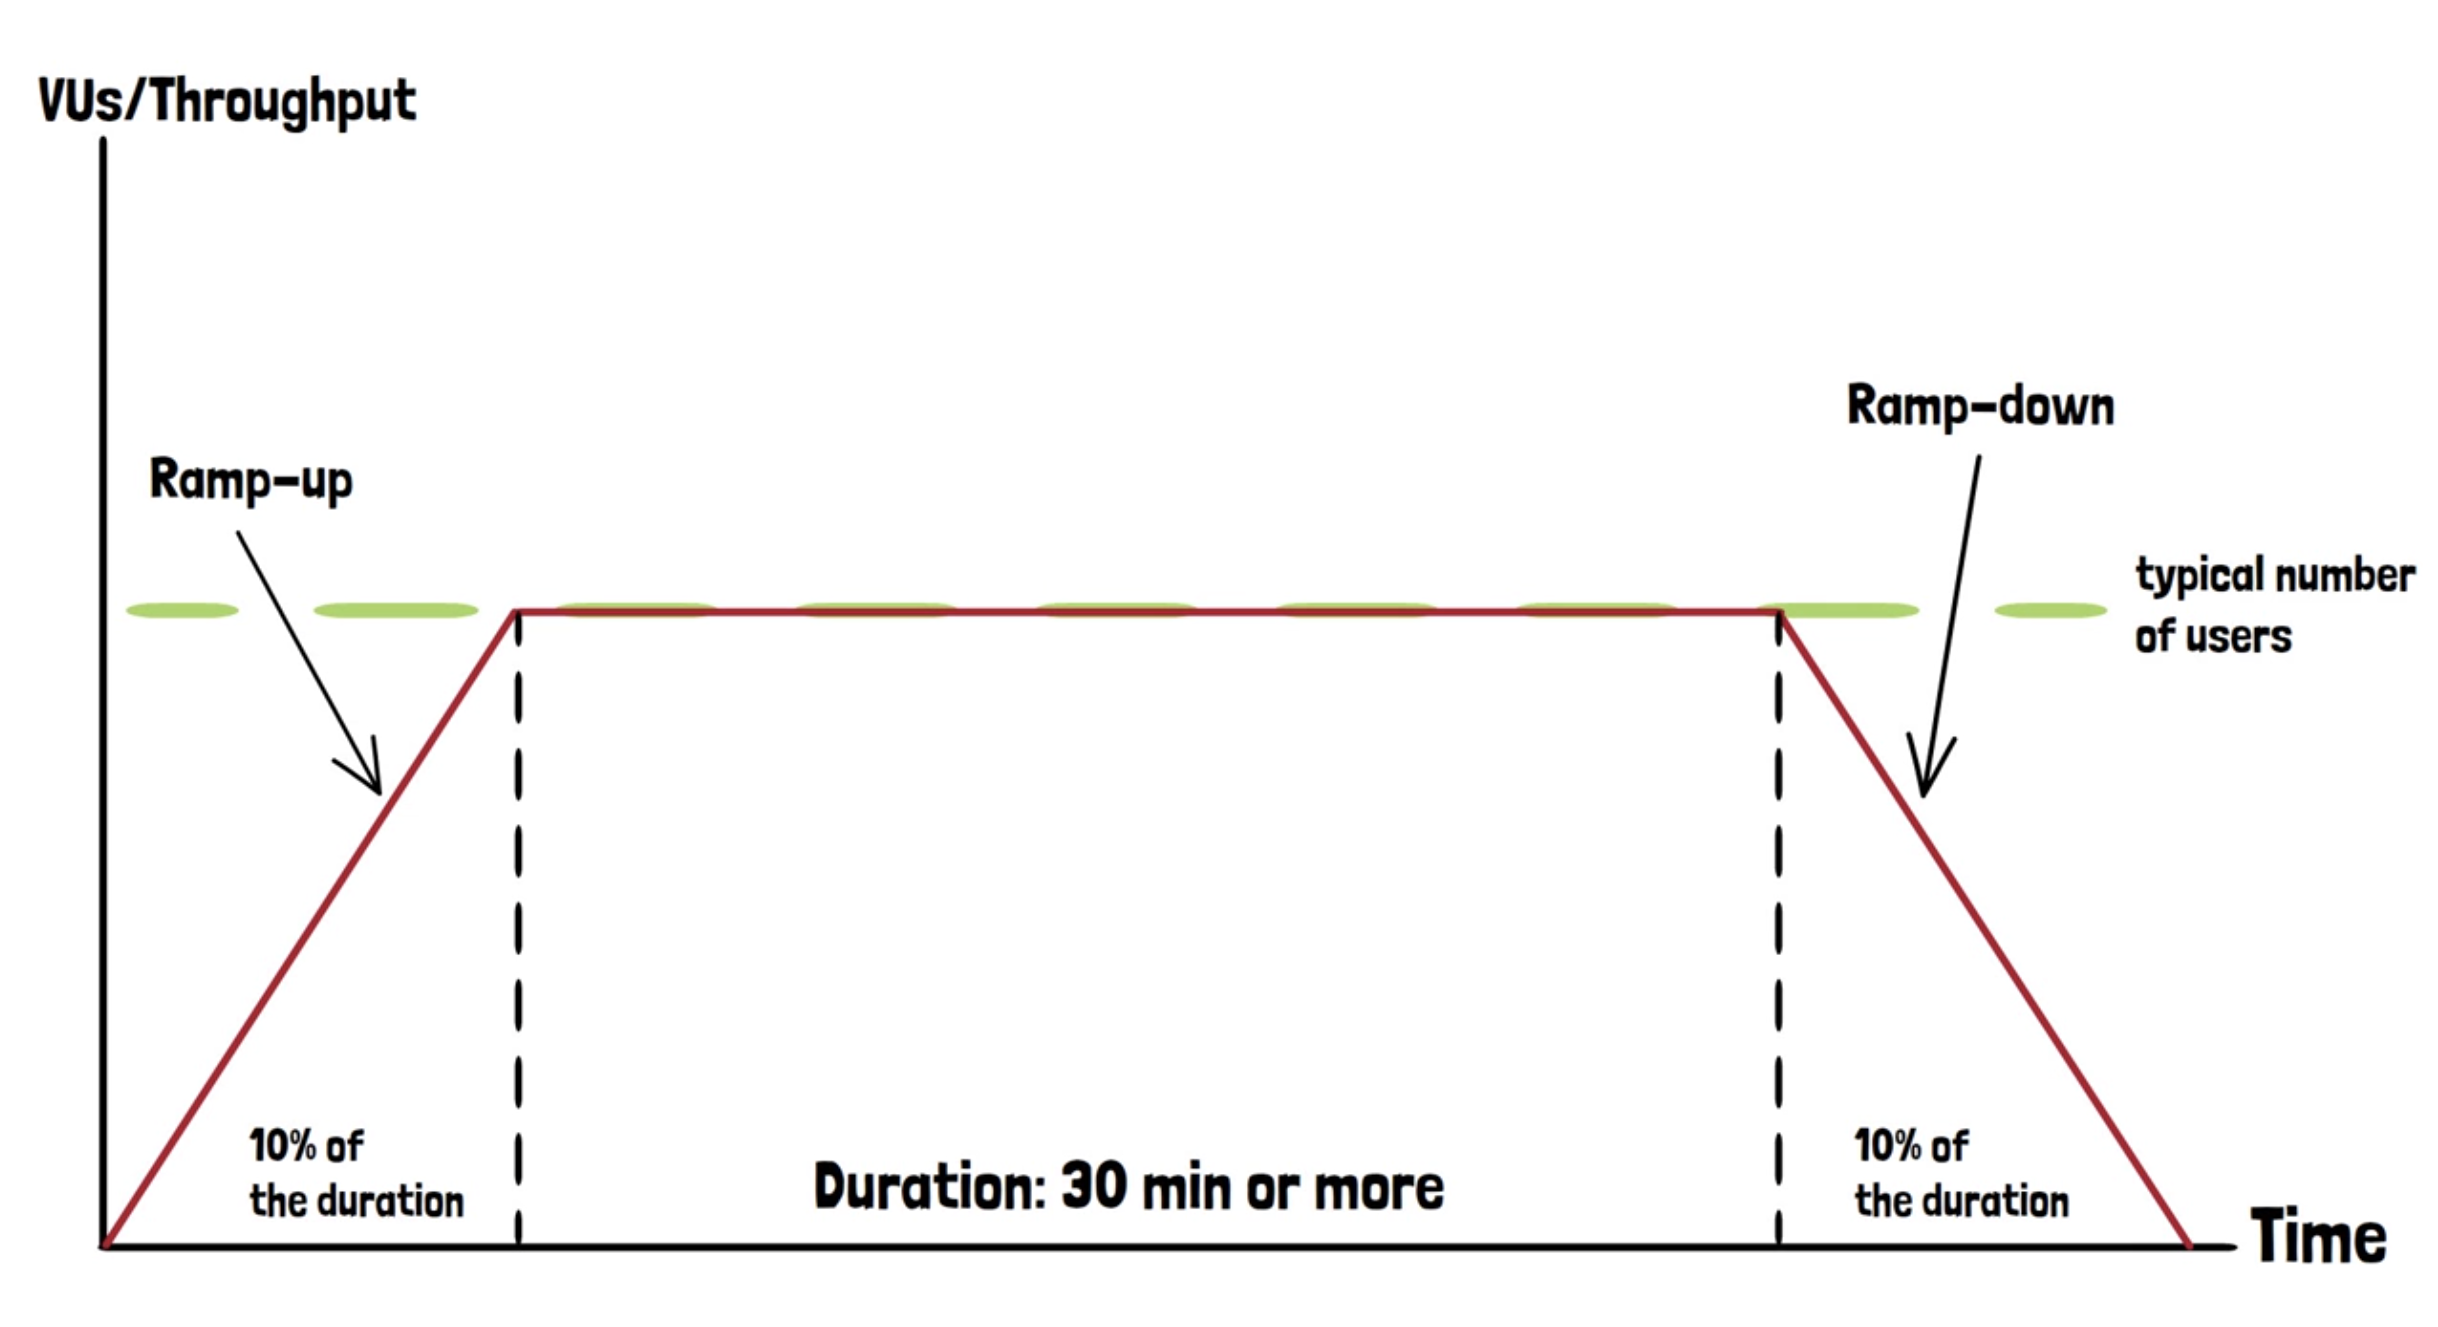 VUs/Throughput
Ramp-down
Ramp-up
typical number
of users
10% of
the duration
Duration: 30 min or more
10% of
the duration
Time